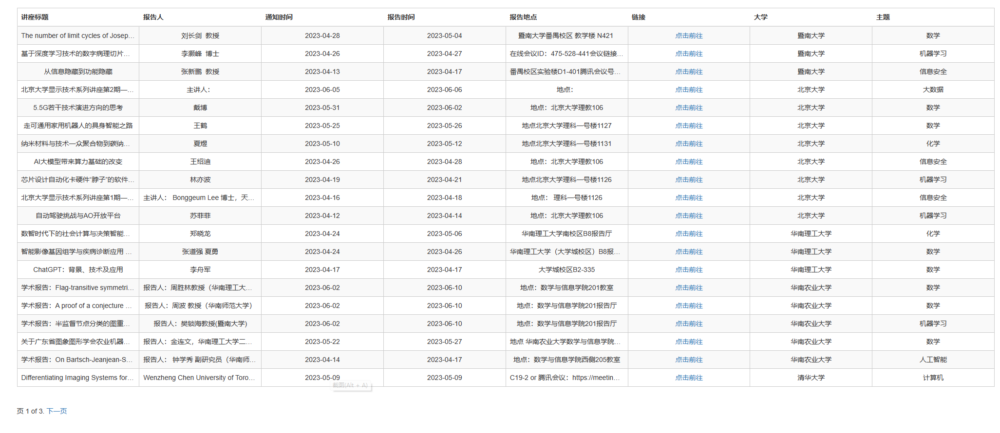 讲座标题 报告人 通知时间 报告时间 报告地点 链接 大学 主题
The number of limit cycles of Josep... 刘长剑 教授 2023-04-28 2023-05-04 暨南大学番禺校区 教学楼 N421 点击前往 暨南大学 数学
基于深度学习技术的数字病理切片... 李灏峰 博士 2023-04-26 2023-04-27 在线会议ID：475-528-441会议链接... 点击前往 暨南大学 机器学习
从信息隐藏到功能隐藏 张新鹏 教授 2023-04-13 2023-04-17 番禺校区实验楼D1-401腾讯会议号... 点击前往 暨南大学 信息安全
北京大学显示技术系列讲座第2期—... 主讲人： 2023-06-05 2023-06-06 地点： 点击前往 北京大学 大数据
5.5G若干技术演进方向的思考 戴博 2023-05-31 2023-06-02 地点：北京大学理教106 点击前往 北京大学 数学
走可通用家用机器人的具身智能之路 王鹤 2023-05-25 2023-05-26 地点北京大学理科一号楼1127 点击前往 北京大学 数学
纳米材料与技术—众聚合物到碳纳... 夏煜 2023-05-10 2023-05-12 地点北京大学理科一号楼1131 点击前往 北京大学 化学
AI大模型带来算力基础的改变 王绍迪 2023-04-26 2023-04-28 地点：北京大学理教106 点击前往 北京大学 信息安全
芯片设计自动化卡硬件“脖子”的软件... 林亦波 2023-04-19 2023-04-21 地点北京大学理科一号楼1126 点击前往 北京大学 机器学习
北京大学显示技术系列讲座第1期—... 主讲人： Bonggeum Lee 博士，天... 2023-04-16 2023-04-18 地点： 理科一号楼1126 点击前往 北京大学 信息安全
自动驾驶挑战与AO开放平台 苏菲菲 2023-04-12 2023-04-14 地点：北京大学理教106 点击前往 北京大学 机器学习
数智时代下的社会计算与决策智能... 郑晓龙 2023-04-24 2023-05-06 华南理工大学南校区B8报告厅 点击前往 华南理工大学 化学
智能影像基因组学与疾病诊断应用 ... 张道强 夏勇 2023-04-24 2023-04-26 华南理工大学（大学城校区）B8报... 点击前往 华南理工大学 数学
ChatGPT：背景、技术及应用 李舟军 2023-04-17 2023-04-17 大学城校区B2-335 点击前往 华南理工大学 数学
学术报告：Flag-transitive symmetri... 报告人：周胜林教授（华南理工大... 2023-06-02 2023-06-10 地点：数学与信息学院201教室 点击前往 华南农业大学 数学
学术报告：A proof of a conjecture ... 报告人：周波 教授（华南师范大学） 2023-06-02 2023-06-10 地点：数学与信息学院201报告厅 点击前往 华南农业大学 数学
学术报告：半监督节点分类的图重... 报告人：樊锁海教授(暨南大学) 2023-06-02 2023-06-10 地点：数学与信息学院201报告厅 点击前往 华南农业大学 机器学习
关于广东省图象图形学会农业机器... 报告人：金连文，华南理工大学二... 2023-05-22 2023-05-27 地点 华南农业大学数学与信息学院... 点击前往 华南农业大学 数学
学术报告：On Bartsch-Jeanjean-S... 报告人： 钟学秀 副研究员（华南师... 2023-04-14 2023-04-17 地点：数学与信息学院西侧205教室 点击前往 华南农业大学 人工智能
Differentiating Imaging Systems for... Wenzheng Chen University of Toro... 2023-05-09 2023-05-09 C19-2 or 腾讯会议：https://meetin... 点击前往 清华大学 计算机
截图(Alt + A)
页 1 of 3. 下一页